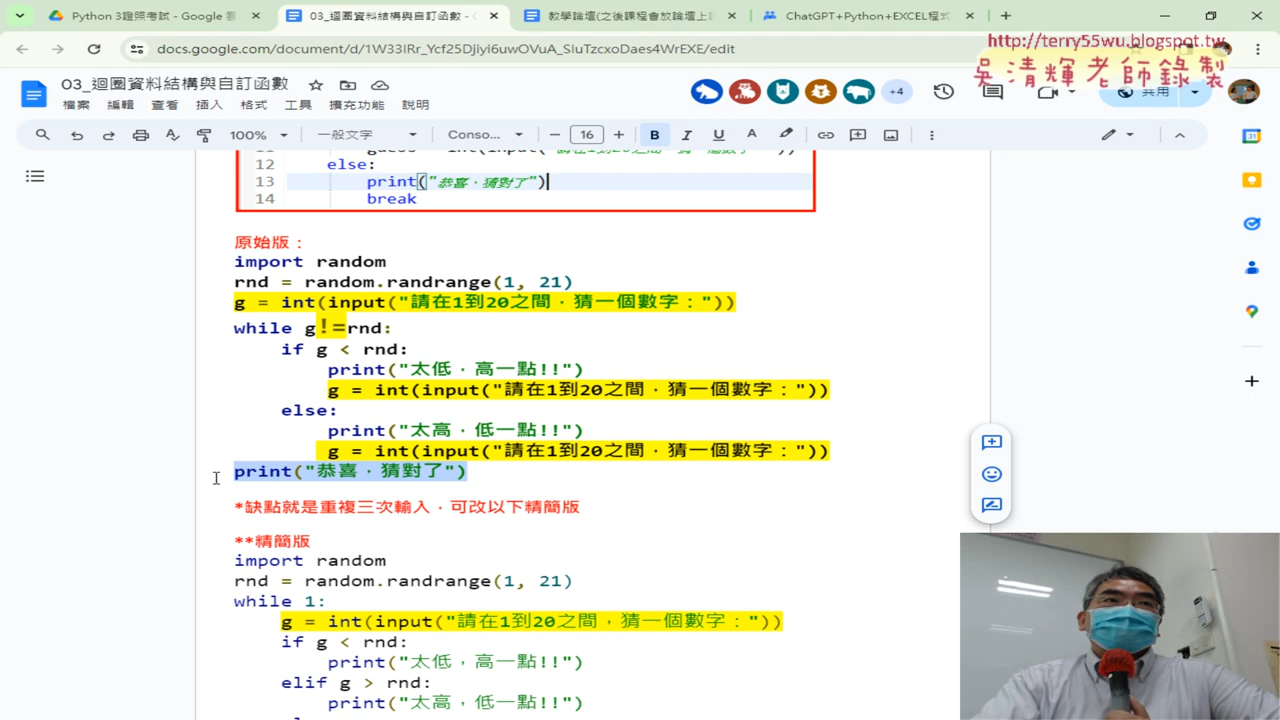 Python 3證照考試 - Google 雲
03_迴圈資料結構與自訂函數 - G
教學論壇(之後課程會放論壇上課
ChatGPT+Python+EXCEL程式
docs.google.com/document/d/1W33lRr_Ycf25Djiyi6uwOVuA_SluTzcxoDaes4WrEXE/edit
http://terry55wu.blogspot.tw
吳清輝老師錄製
03_迴圈資料結構與自訂函數
+4
共用
檔案 編輯 查看 插入 格式 工具 擴充功能 說明
100% 一般文字 Conso... 16 B I U A
12 else:
13 print("恭喜．猜對了")
14 break
原始版：
import random
rnd = random.randrange(1, 21)
g = int(input("請在1到20之間．猜一個數字："))
while g!=rnd:
if g < rnd:
print("太低．高一點!!")
g = int(input("請在1到20之間．猜一個數字："))
else:
print("太高．低一點!!")
g = int(input("請在1到20之間．猜一個數字："))
print("恭喜．猜對了")
*缺點就是重複三次輸入．可改以下精簡版
**精簡版
import random
rnd = random.randrange(1, 21)
while 1:
g = int(input("請在1到20之間，猜一個數字："))
if g < rnd:
print("太低，高一點!!")
elif g > rnd:
print("太高，低一點!!")